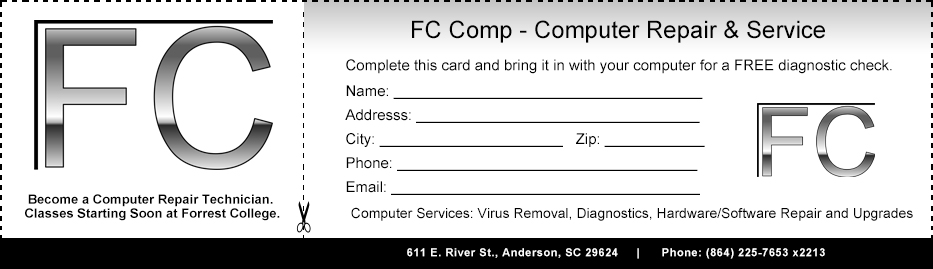 FC
Become a Computer Repair Technician.
Classes Starting Soon at Forrest College.
FC Comp - Computer Repair & Service
Complete this card and bring it in with your computer for a FREE diagnostic check.
Name:
Addresss:
City: Zip:
Phone:
Email:
FC
Computer Services: Virus Removal, Diagnostics, Hardware/Software Repair and Upgrades
611 E. River St., Anderson, SC 29624 | Phone: (864) 225-7653 x2213